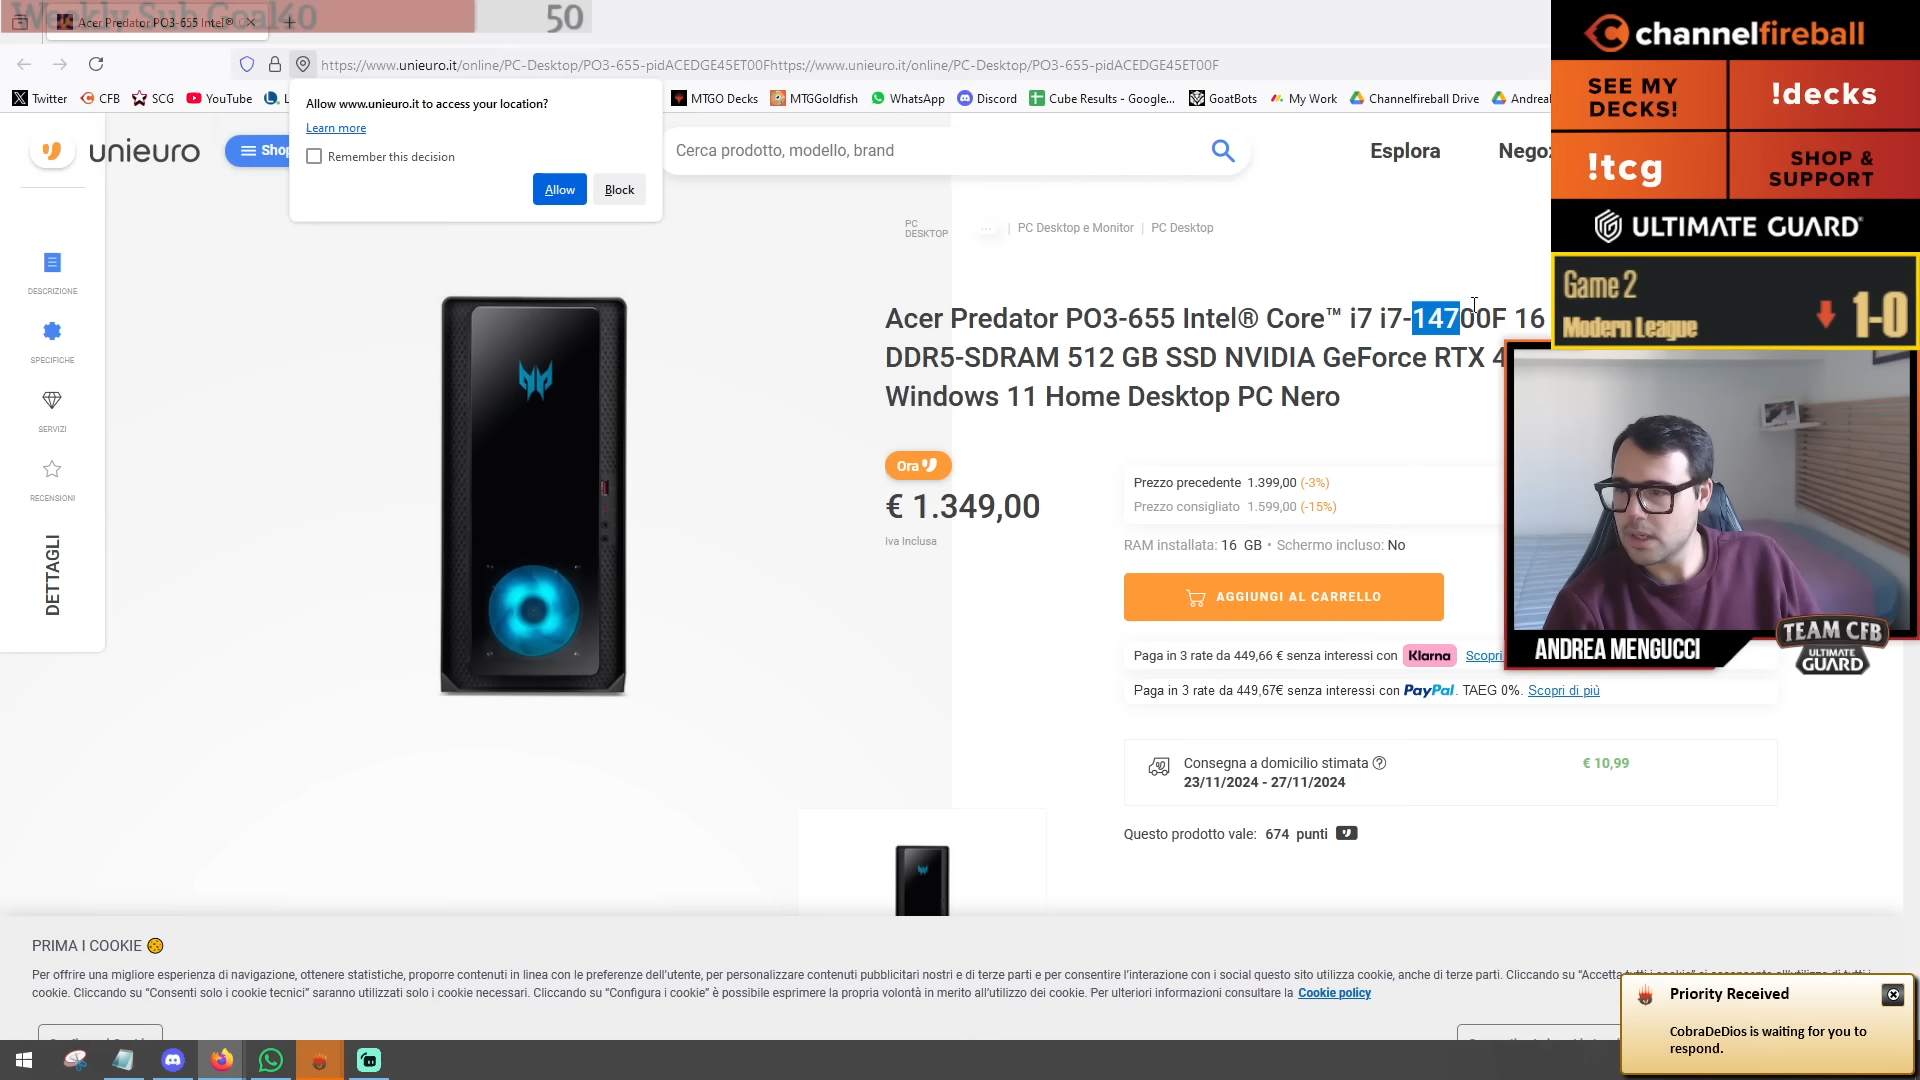 Weekly Sub Goal40
50
Acer Predator PO3-655 Intel®
https://www.unieuro.it/online/PC-Desktop/PO3-655-pidACEDGE45ET00Fhttps://www.unieuro.it/online/PC-Desktop/PO3-655-pidACEDGE45ET00F
Twitter
CFB
SCG
YouTube
L
MTGO Decks
MTGGoldfish
WhatsApp
Discord
Cube Results - Google...
GoatBots
My Work
Channelfireball Drive
Andreal
Allow www.unieuro.it to access your location?
Learn more
Remember this decision
Allow
Block
unieuro
Shop
Cerca prodotto, modello, brand
Esplora
Negoz
PC
DESKTOP
...
| PC Desktop e Monitor | PC Desktop
DESCRIZIONE
SPECIFICHE
SERVIZI
RECENSIONI
DETTAGLI
Acer Predator PO3-655 Intel® Core™ i7 i7-14700F 16
DDR5-SDRAM 512 GB SSD NVIDIA GeForce RTX 4
Windows 11 Home Desktop PC Nero
Ora
€ 1.349,00
Iva Inclusa
Prezzo precedente 1.399,00 (-3%)
Prezzo consigliato 1.599,00 (-15%)
RAM installata: 16 GB • Schermo incluso: No
AGGIUNGI AL CARRELLO
Paga in 3 rate da 449,66 € senza interessi con Klarna Scopri
Paga in 3 rate da 449,67€ senza interessi con PayPal. TAEG 0%. Scopri di più
Consegna a domicilio stimata
€ 10,99
23/11/2024 - 27/11/2024
Questo prodotto vale: 674 punti
PRIMA I COOKIE
Per offrire una migliore esperienza di navigazione, ottenere statistiche, proporre contenuti in linea con le preferenze dell'utente, per personalizzare contenuti pubblicitari nostri e di terze parti e per consentire l'interazione con i social questo sito utilizza cookie, anche di terze parti. Cliccando su "Accetta
cookie. Cliccando su "Consenti solo i cookie tecnici" saranno utilizzati solo i cookie necessari. Cliccando su "Configura i cookie" è possibile esprimere la propria volontà in merito all'utilizzo dei cookie. Per ulteriori informazioni consultare la Cookie policy
channelfireball
SEE MY
DECKS!
!decks
!tcg
SHOP &
SUPPORT
ULTIMATE GUARD
Game 2
Modern League
1-0
ANDREA MENGUCCI
TEAM CFB
ULTIMATE
GUARD
Priority Received
CobraDeDios is waiting for you to
respond.